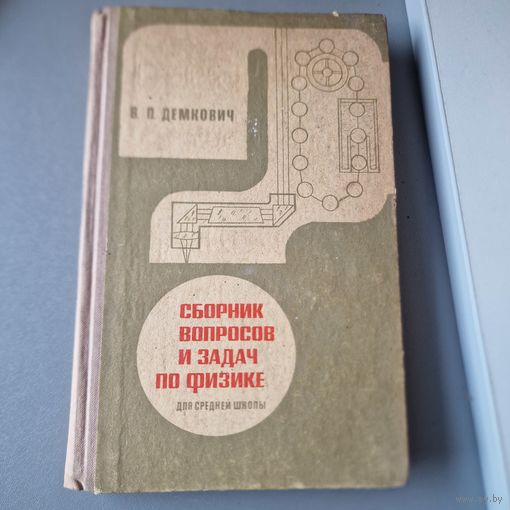 В. П. ДЕМКОВИЧ
СБОРНИК
ВОПРОСОВ
И ЗАДАЧ
ПО ФИЗИКЕ
ДЛЯ СРЕДНЕЙ ШКОЛЫ